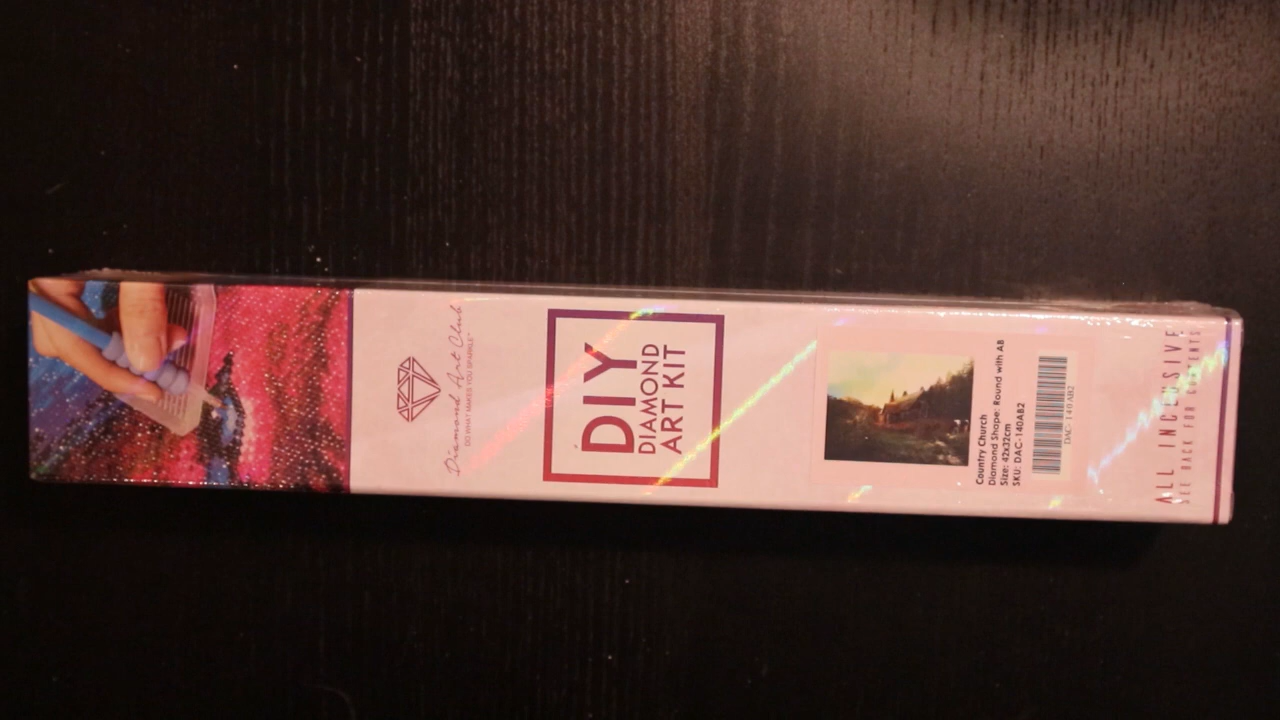 Diamond Art Club
DO WHAT MAKES YOU SPARKLE™
DIY
DIAMOND
ART KIT
Country Church
Diamond Shape: Round with AB
Size: 42x32cm
SKU: DAC-140AB2
DAC-140AB2
ALL INCLUSIVE
SEE BACK FOR CONTENTS